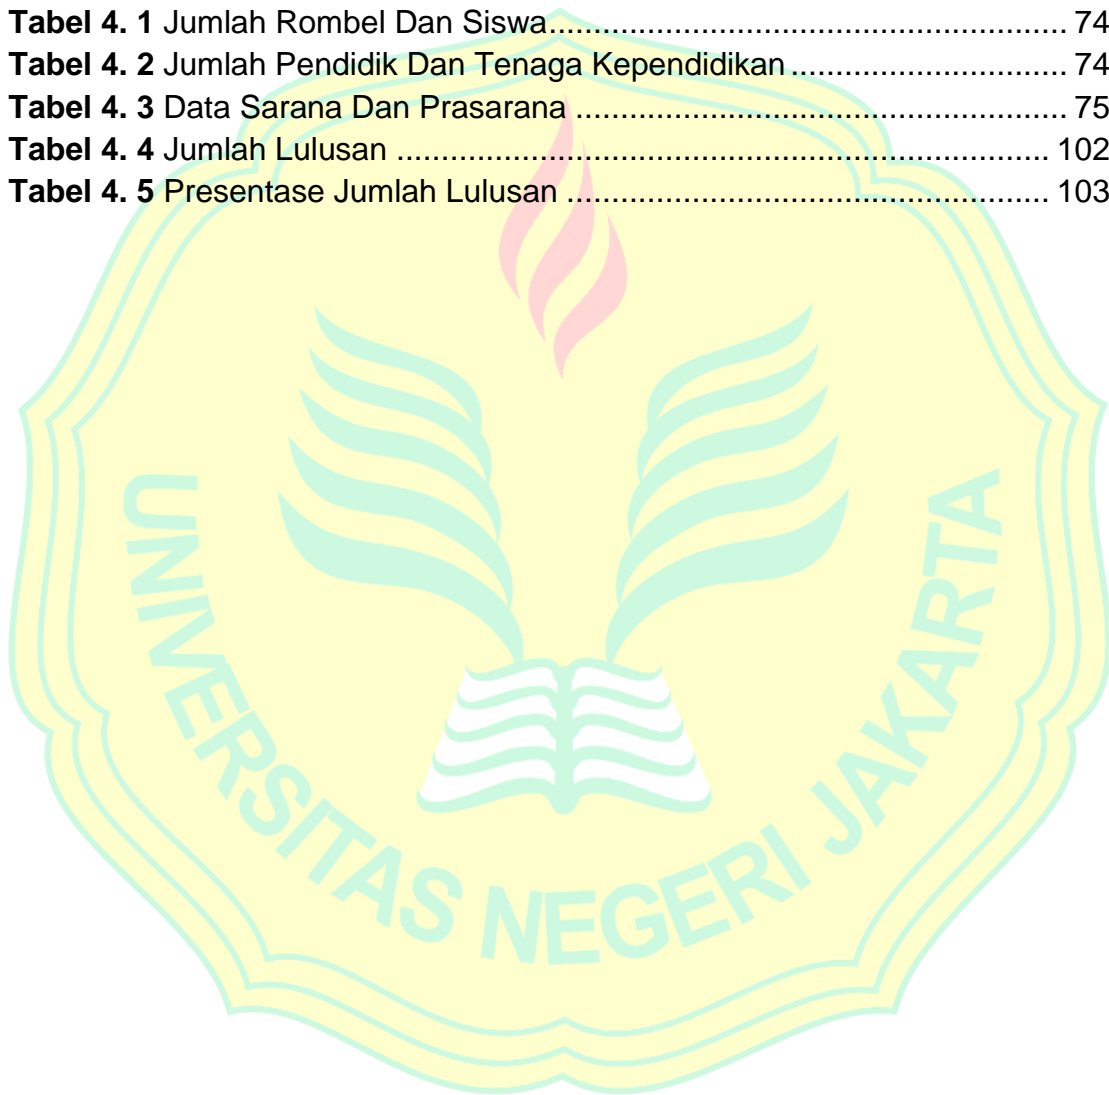 Tabel 4. 1 Jumlah Rombel Dan Siswa.......................................................... 74
Tabel 4. 2 Jumlah Pendidik Dan Tenaga Kependidikan ............................... 74
Tabel 4. 3 Data Sarana Dan Prasarana ....................................................... 75
Tabel 4. 4 Jumlah Lulusan ......................................................................... 102
Tabel 4. 5 Presentase Jumlah Lulusan ...................................................... 103
UNIVERSITAS NEGERI JAKARTA